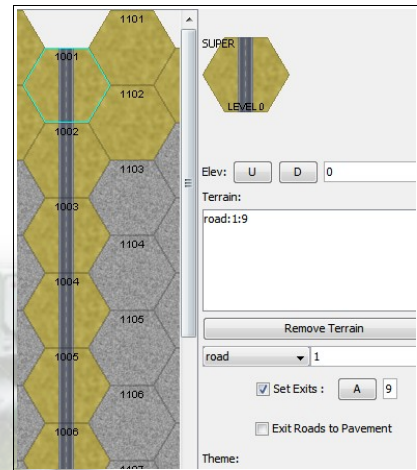 1101
1001
1102
1002
1103
1003
1104
1004
1105
1005
1106
1006
1107
SUPER
LEVEL 0
Elev: U D 0
Terrain:
road:1:9
Remove Terrain
road 1
Set Exits : A 9
Exit Roads to Pavement
Theme: